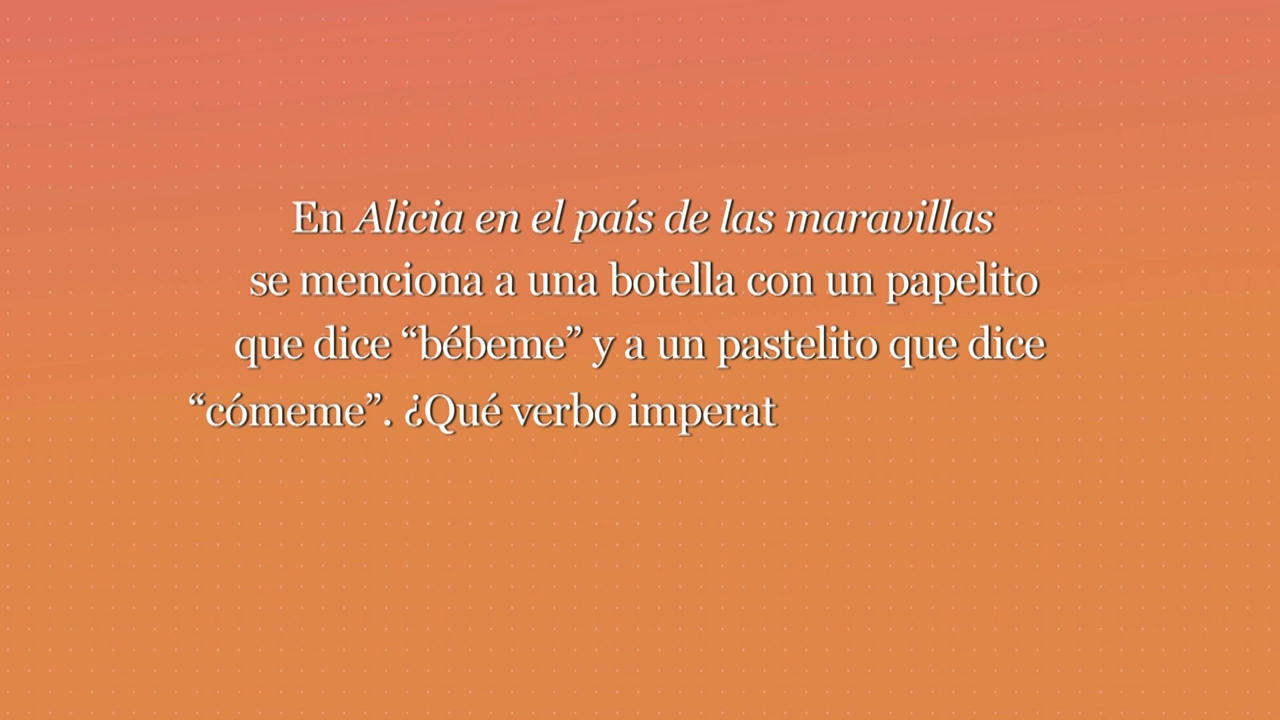 En Alicia en el país de las maravillas
se menciona a una botella con un papelito
que dice “bébeme” y a un pastelito que dice
“cómeme”. ¿Qué verbo imperat